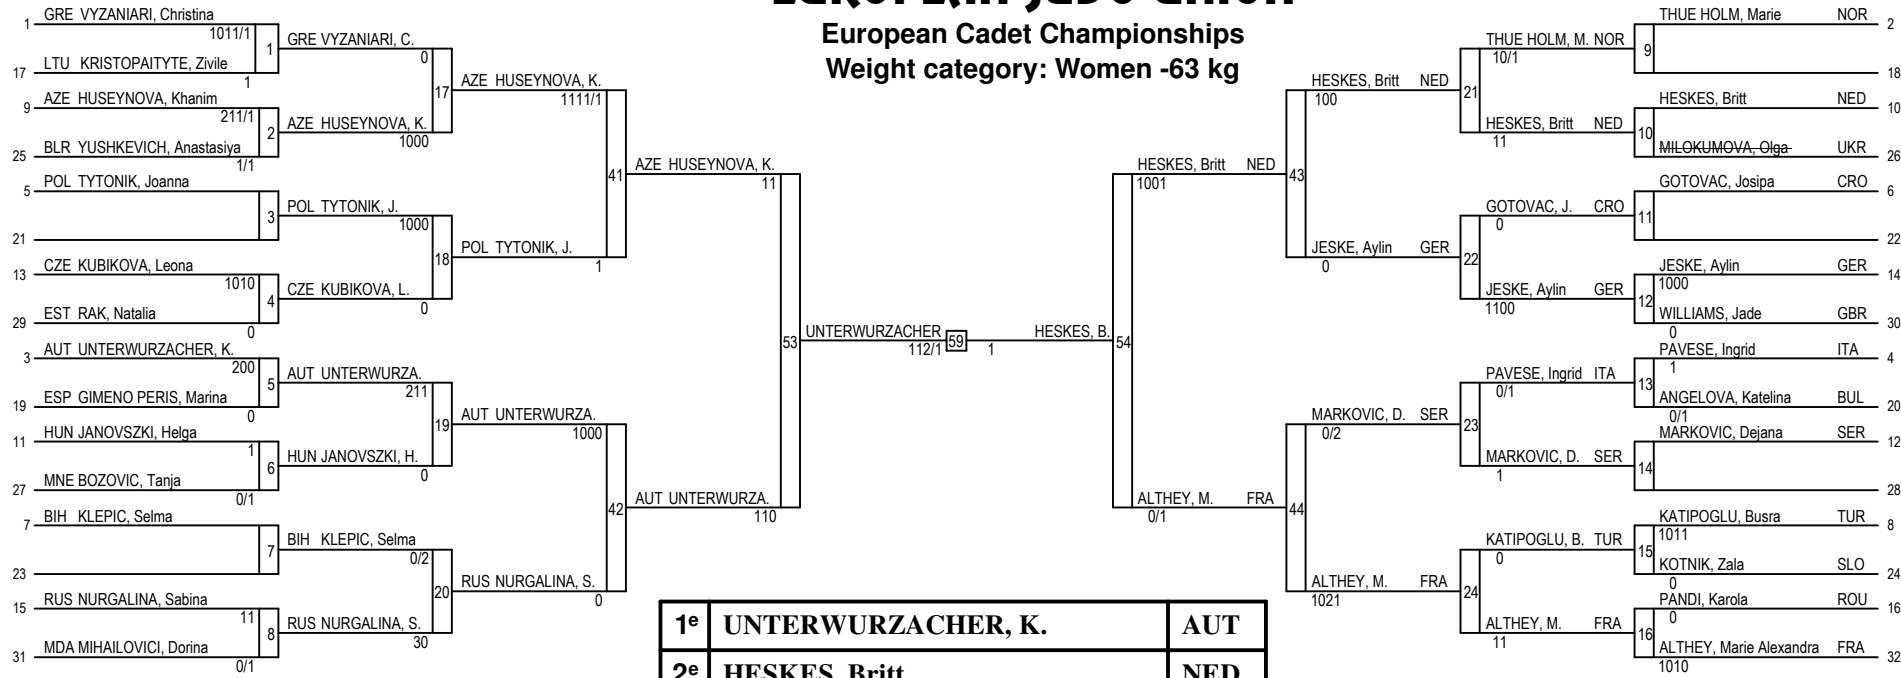 European Cadet Championships
Weight category: Women -63 kg
1 GRE VYZANIARI, Christina
1011/1
1
17 LTU KRISTOPAITYTE, Zivile
1
GRE VYZANIARI, C.
0
9 AZE HUSEYNOVA, Khanim
211/1
2
25 BLR YUSHKEVICH, Anastasiya
1/1
AZE HUSEYNOVA, K.
1000
17
AZE HUSEYNOVA, K.
1111/1
5 POL TYTONIK, Joanna
3
21
POL TYTONIK, J.
1000
13 CZE KUBIKOVA, Leona
1010
4
29 EST RAK, Natalia
0
CZE KUBIKOVA, L.
0
18
POL TYTONIK, J.
1
41
AZE HUSEYNOVA, K.
11
3 AUT UNTERWURZACHER, K.
200
5
19 ESP GIMENO PERIS, Marina
0
AUT UNTERWURZA.
211
11 HUN JANOVSZKI, Helga
1
6
27 MNE BOZOVIC, Tanja
0/1
HUN JANOVSZKI, H.
0
19
AUT UNTERWURZA.
1000
7 BIH KLEPIC, Selma
7
23
BIH KLEPIC, Selma
0/2
15 RUS NURGALINA, Sabina
11
8
31 MDA MIHAILOVICI, Dorina
0/1
RUS NURGALINA, S.
30
20
RUS NURGALINA, S.
0
42
AUT UNTERWURZA.
110
53
UNTERWURZACHER
112/1
59
HESKES, B.
1
54
HESKES, Britt NED
1001
ALTHEY, M. FRA
0/1
43
HESKES, Britt NED
100
JESKE, Aylin GER
0
44
MARKOVIC, D. SER
0/2
ALTHEY, M. FRA
1021
21
THUE HOLM, M. NOR
10/1
HESKES, Britt NED
11
22
GOTOVAC, J. CRO
0
JESKE, Aylin GER
1100
23
PAVESE, Ingrid ITA
0/1
MARKOVIC, D. SER
1
24
KATIPOGLU, B. TUR
0
ALTHEY, M. FRA
11
9
THUE HOLM, Marie NOR 2
18
10
HESKES, Britt NED 10
MILOKUMOVA, Olga UKR 26
11
GOTOVAC, Josipa CRO 6
22
12
JESKE, Aylin GER 14
1000
WILLIAMS, Jade GBR 30
0
13
PAVESE, Ingrid ITA 4
1
ANGELOVA, Katelina BUL 20
0/1
14
MARKOVIC, Dejana SER 12
28
15
KATIPOGLU, Busra TUR 8
1011
KOTNIK, Zala SLO 24
0
16
PANDI, Karola ROU 16
0
ALTHEY, Marie Alexandra FRA 32
1010
1e UNTERWURZACHER, K. AUT
2e HESKES, Britt NED